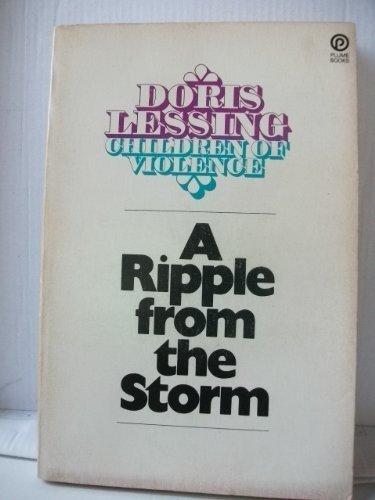 PLUME
BOOKS
DORIS
LESSING
CHILDREN OF
VIOLENCE
A
Ripple
from
the
Storm